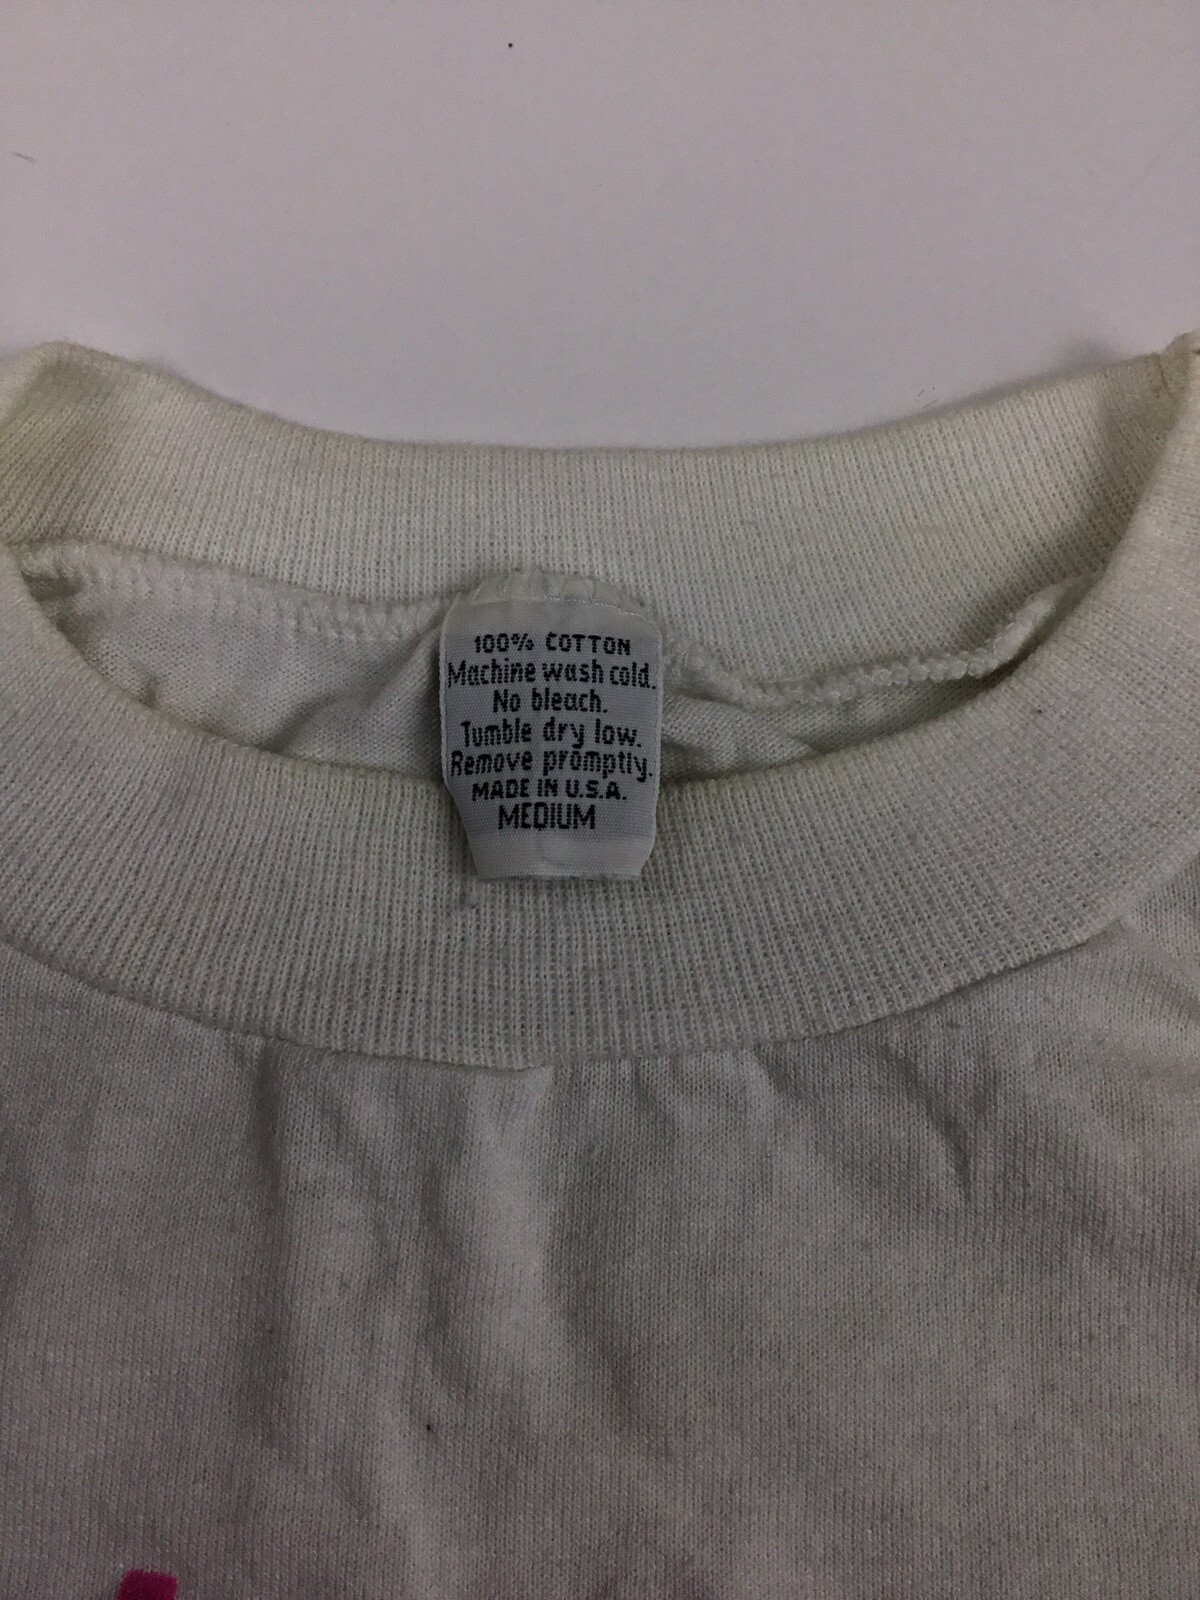 100% COTTON
Machine wash cold.
No bleach.
Tumble dry low.
Remove promptly.
MADE IN U.S.A.
MEDIUM